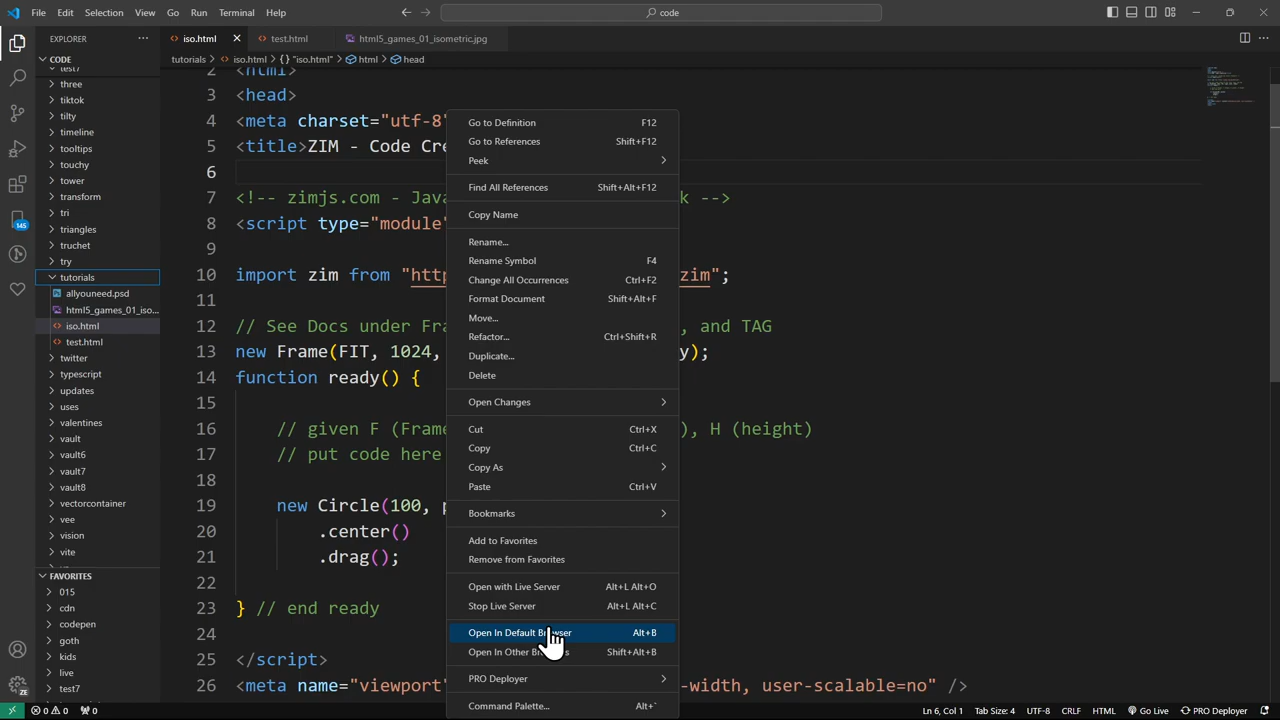 File Edit Selection View Go Run Terminal Help
code
EXPLORER
iso.html
test.html
html5_games_01_isometric.jpg
CODE
tutorials > iso.html > {} "iso.html" > html > head
test7
three
tiktok
tilty
timeline
tooltips
touchy
tower
transform
tri
triangles
truchet
try
tutorials
allyouneed.psd
html5_games_01_iso...
iso.html
test.html
twitter
typescript
updates
uses
valentines
vault
vault6
vault7
vault8
vectorcontainer
vee
vision
vite
FAVORITES
015
cdn
codepen
goth
kids
live
test7
145
ZE
2 <html>
3 <head>
4 <meta charset="utf-8"
5 <title>ZIM - Code Cre
6
7 <!-- zimjs.com - Java k -->
8 <script type="module"
9
10 import zim from "http zim";
11
12 // See Docs under Fra , and TAG
13 new Frame(FIT, 1024, y);
14 function ready() {
15
16 // given F (Frame ), H (height)
17 // put code here
18
19 new Circle(100, p
20 .center()
21 .drag();
22
23 } // end ready
24
25 </script>
26 <meta name="viewport" -width, user-scalable=no" />
Go to Definition F12
Go to References Shift+F12
Peek
Find All References Shift+Alt+F12
Copy Name
Rename...
Rename Symbol F4
Change All Occurrences Ctrl+F2
Format Document Shift+Alt+F
Move...
Refactor... Ctrl+Shift+R
Duplicate...
Delete
Open Changes
Cut Ctrl+X
Copy Ctrl+C
Copy As
Paste Ctrl+V
Bookmarks
Add to Favorites
Remove from Favorites
Open with Live Server Alt+L Alt+O
Stop Live Server Alt+L Alt+C
Open In Default Browser Alt+B
Open In Other Browsers Shift+Alt+B
PRO Deployer
Command Palette... Alt+`
0 0 0 Ln 6, Col 1 Tab Size: 4 UTF-8 CRLF HTML Go Live PRO Deployer